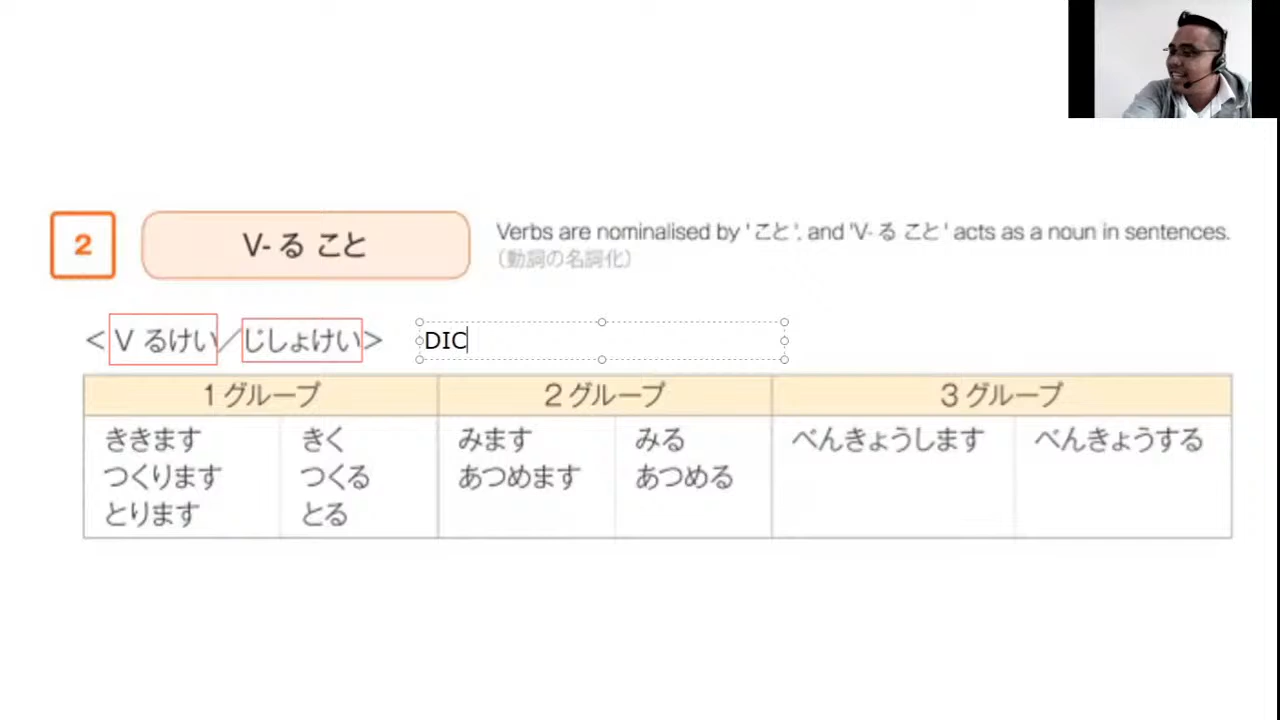 2
V- る こと
Verbs are nominalised by 'こと', and 'V- る こと' acts as a noun in sentences.
（動詞の名詞化）
＜ V るけい／じしょけい＞
DIC
1グループ 2グループ 3グループ
ききます きく みます みる べんきょうします べんきょうする
つくります つくる あつめます あつめる
とります とる